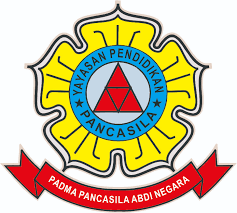 YAYASAN PENDIDIKAN
PANCASILA
PADMA PANCASILA ABDI NEGARA